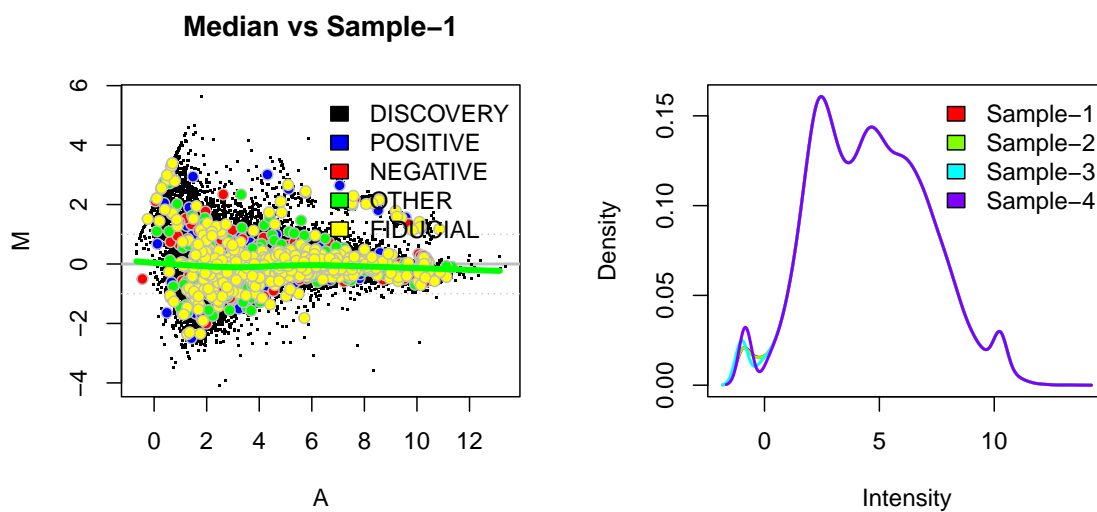 Median vs Sample−1
6
4
2
0
−2
−4
M
0
2
4
6
8
10
12
A
DISCOVERY
POSITIVE
NEGATIVE
OTHER
FIDUCIAL
0.15
0.10
0.05
0.00
Density
0
5
10
Intensity
Sample−1
Sample−2
Sample−3
Sample−4